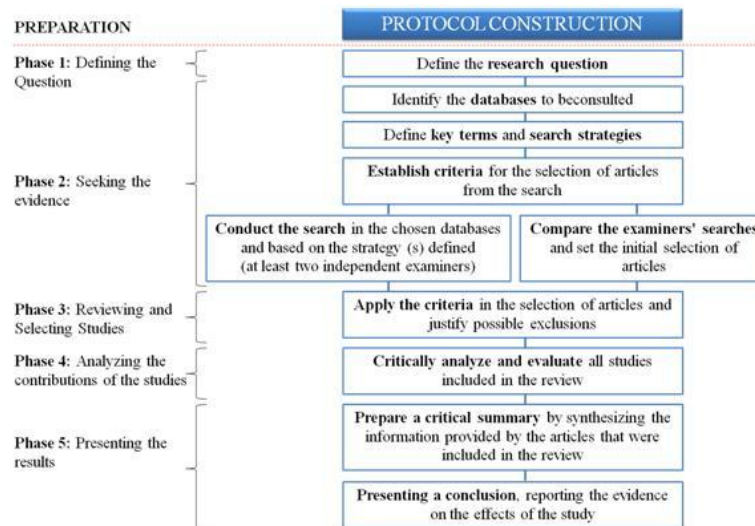 PREPARATION
PROTOCOL CONSTRUCTION
Phase 1: Defining the
Question
Define the research question
Phase 2: Seeking the
evidence
Identify the databases to beconsulted
Define key terms and search strategies
Establish criteria for the selection of articles
from the search
Conduct the search in the chosen databases
and based on the strategy (s) defined
(at least two independent examiners)
Compare the examiners' searches
and set the initial selection of
articles
Phase 3: Reviewing and
Selecting Studies
Apply the criteria in the selection of articles and
justify possible exclusions
Phase 4: Analyzing the
contributions of the studies
Critically analyze and evaluate all studies
included in the review
Phase 5: Presenting the
results
Prepare a critical summary by synthesizing the
information provided by the articles that were
included in the review
Presenting a conclusion, reporting the evidence
on the effects of the study